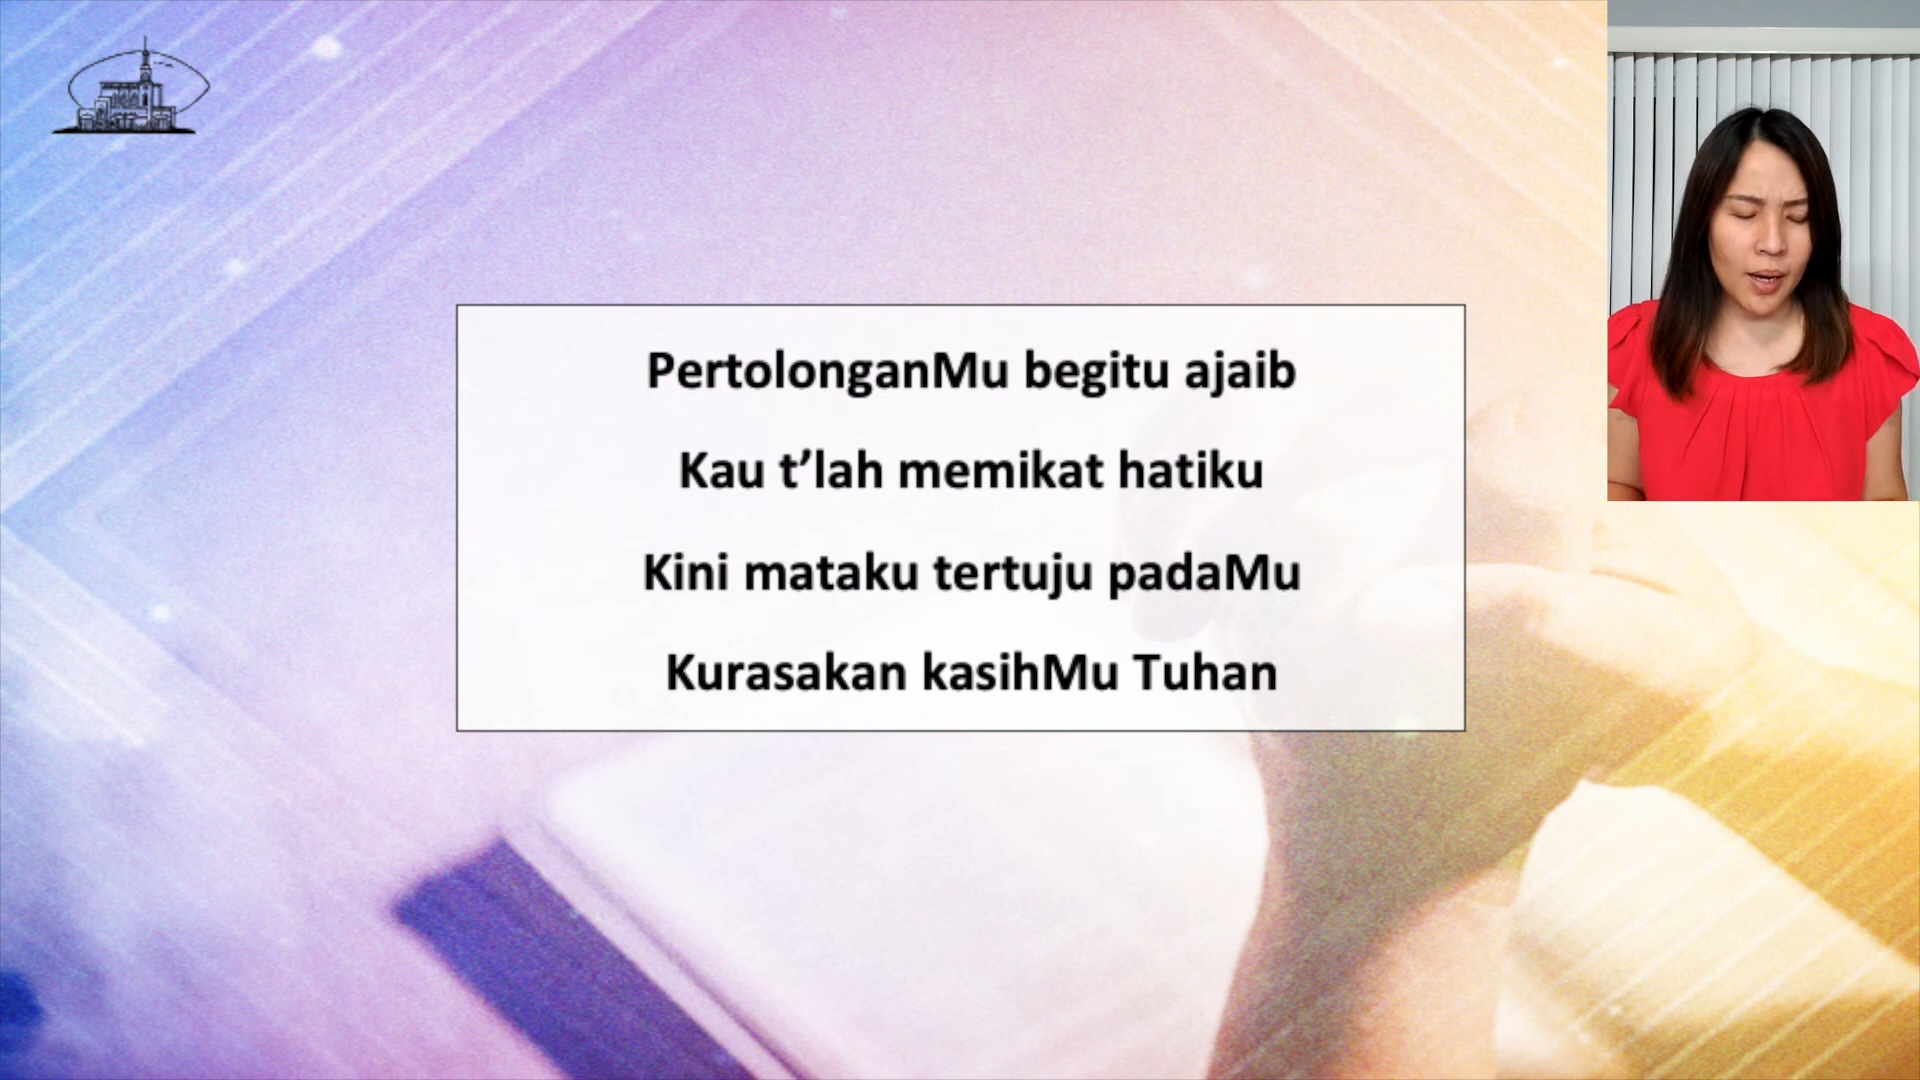 PertolonganMu begitu ajaib
Kau t’lah memikat hatiku
Kini mataku tertuju padaMu
Kurasakan kasihMu Tuhan